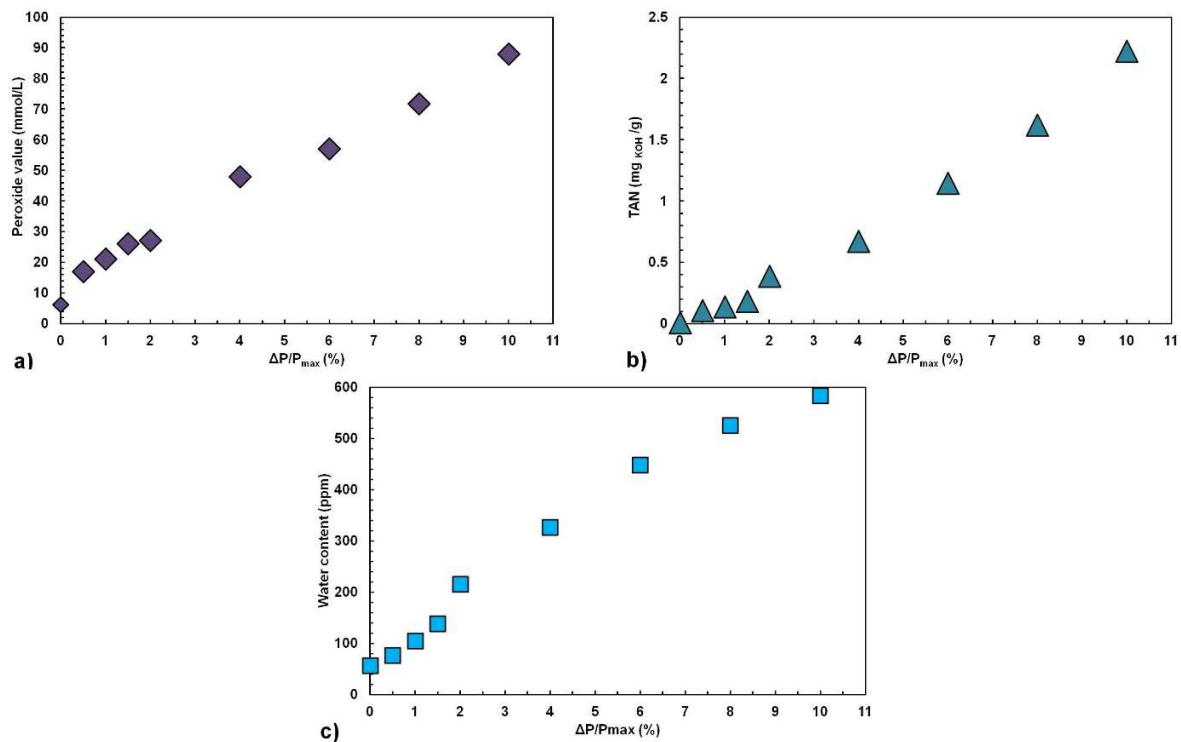 Peroxide value (mmol/L)
100
90
80
70
60
50
40
30
20
10
0
0 1 2 3 4 5 6 7 8 9 10 11
ΔP/Pmax (%)
a)
TAN (mg KOH /g)
2.5
2
1.5
1
0.5
0
0 1 2 3 4 5 6 7 8 9 10 11
ΔP/Pmax (%)
b)
Water content (ppm)
600
500
400
300
200
100
0
0 1 2 3 4 5 6 7 8 9 10 11
ΔP/Pmax (%)
c)